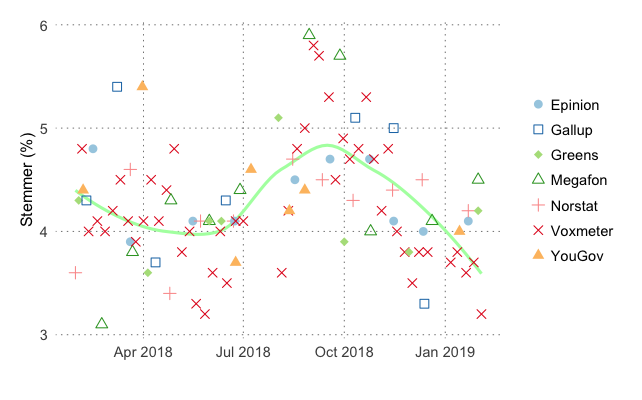 6
5
4
3
Stemmer (%)
Apr 2018
Jul 2018
Oct 2018
Jan 2019
Epinion
Gallup
Greens
Megafon
Norstat
Voxmeter
YouGov